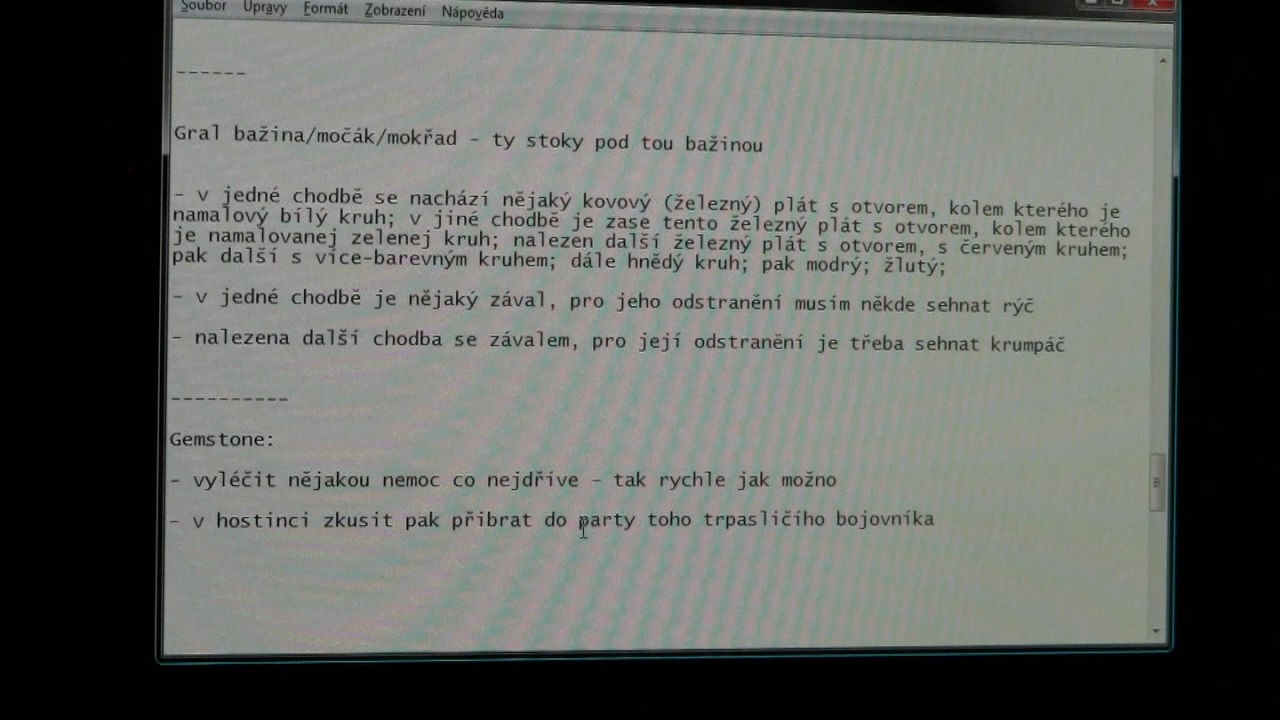 Soubor Úpravy Formát Zobrazení Nápověda
------
Gral bažina/močák/mokřad - ty stoky pod tou bažinou
- v jedné chodbě se nachází nějaký kovový (železný) plát s otvorem, kolem kterého je
namalový bílý kruh; v jiné chodbě je zase tento železný plát s otvorem, kolem kterého
je namalovanej zelenej kruh; nalezen další železný plát s otvorem, s červeným kruhem;
pak další s více-barevným kruhem; dále hnědý kruh; pak modrý; žlutý;
- v jedné chodbě je nějaký zával, pro jeho odstranění musím někde sehnat rýč
- nalezena další chodba se závalem, pro její odstranění je třeba sehnat krumpáč
----------
Gemstone:
- vyléčit nějakou nemoc co nejdříve - tak rychle jak možno
- v hostinci zkusit pak přibrat do party toho trpasličího bojovníka